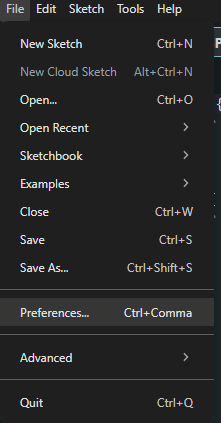 File Edit Sketch Tools Help
New Sketch Ctrl+N
New Cloud Sketch Alt+Ctrl+N
Open... Ctrl+O
Open Recent
Sketchbook
Examples
Close Ctrl+W
Save Ctrl+S
Save As... Ctrl+Shift+S
Preferences... Ctrl+Comma
Advanced
Quit Ctrl+Q